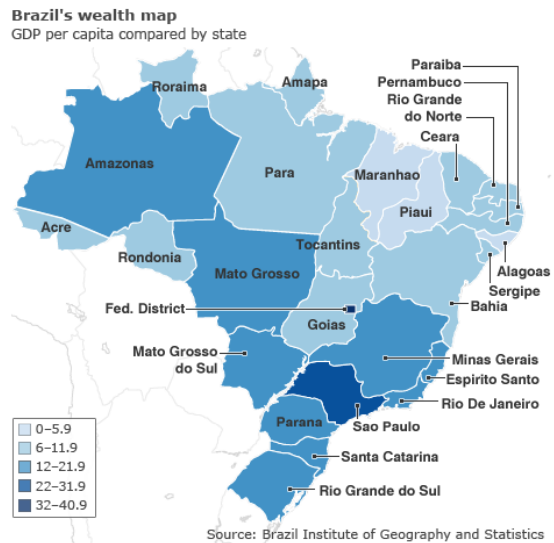 Brazil's wealth map
GDP per capita compared by state
Paraiba
Pernambuco
Rio Grande
do Norte
Ceara
Roraima
Amapa
Amazonas
Para
Maranhao
Piaui
Acre
Rondonia
Tocantins
Mato Grosso
Alagoas
Sergipe
Bahia
Fed. District
Goias
Mato Grosso
do Sul
Minas Gerais
Espirito Santo
Rio De Janeiro
Parana
Sao Paulo
Santa Catarina
Rio Grande do Sul
0–5.9
6–11.9
12–21.9
22–31.9
32–40.9
Source: Brazil Institute of Geography and Statistics